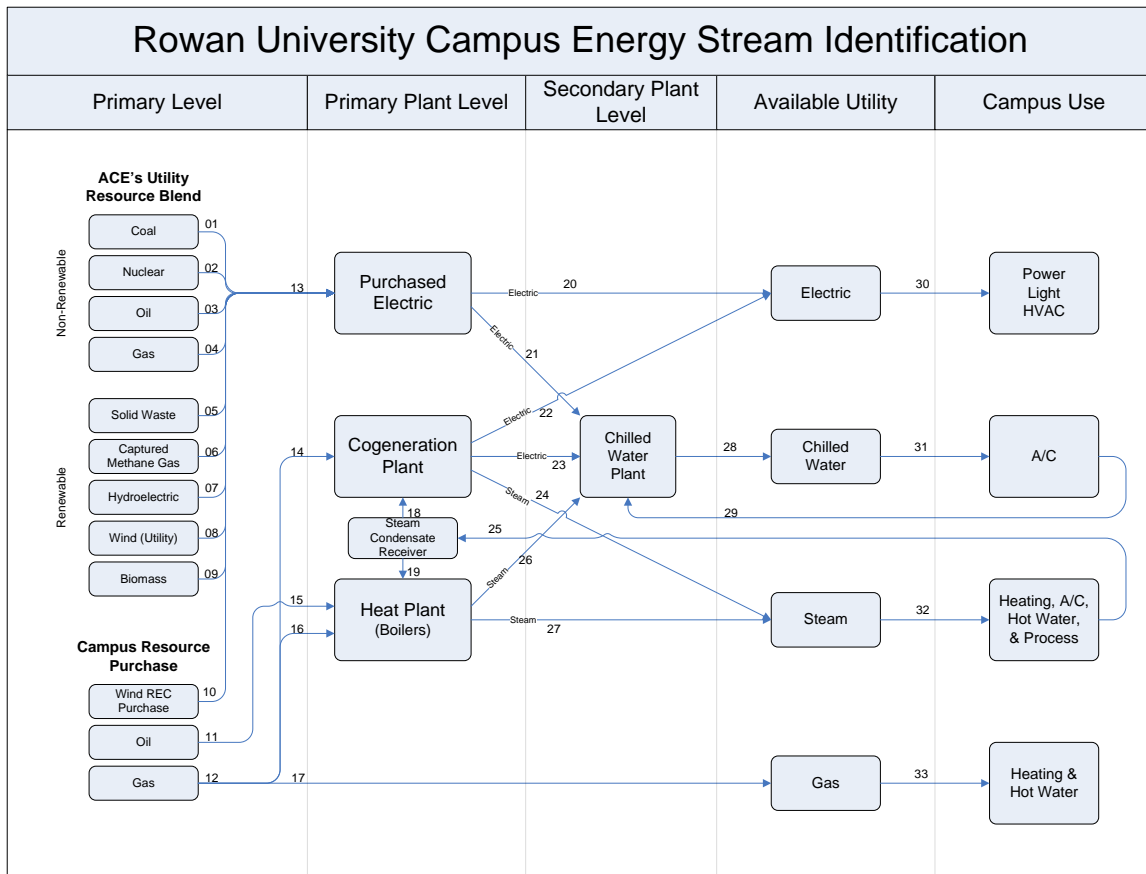 Rowan University Campus Energy Stream Identification
Primary Level
Primary Plant Level
Secondary Plant
Level
Available Utility
Campus Use
ACE's Utility
Resource Blend
Non-Renewable
Coal
01
Nuclear
02
Oil
03
Gas
04
Renewable
Solid Waste
05
Captured
Methane Gas
06
Hydroelectric
07
Wind (Utility)
08
Biomass
09
Campus Resource
Purchase
Wind REC
Purchase
10
Oil
11
Gas
12
13
14
15
16
17
Purchased
Electric
Cogeneration
Plant
18
Steam
Condensate
Receiver
19
Heat Plant
(Boilers)
Electric
20
Electric
21
Electric
22
Electric
23
Steam
24
25
Steam
26
Steam
27
Chilled
Water
Plant
28
29
Electric
30
Chilled
Water
31
Steam
32
Gas
33
Power
Light
HVAC
A/C
Heating, A/C,
Hot Water,
& Process
Heating &
Hot Water